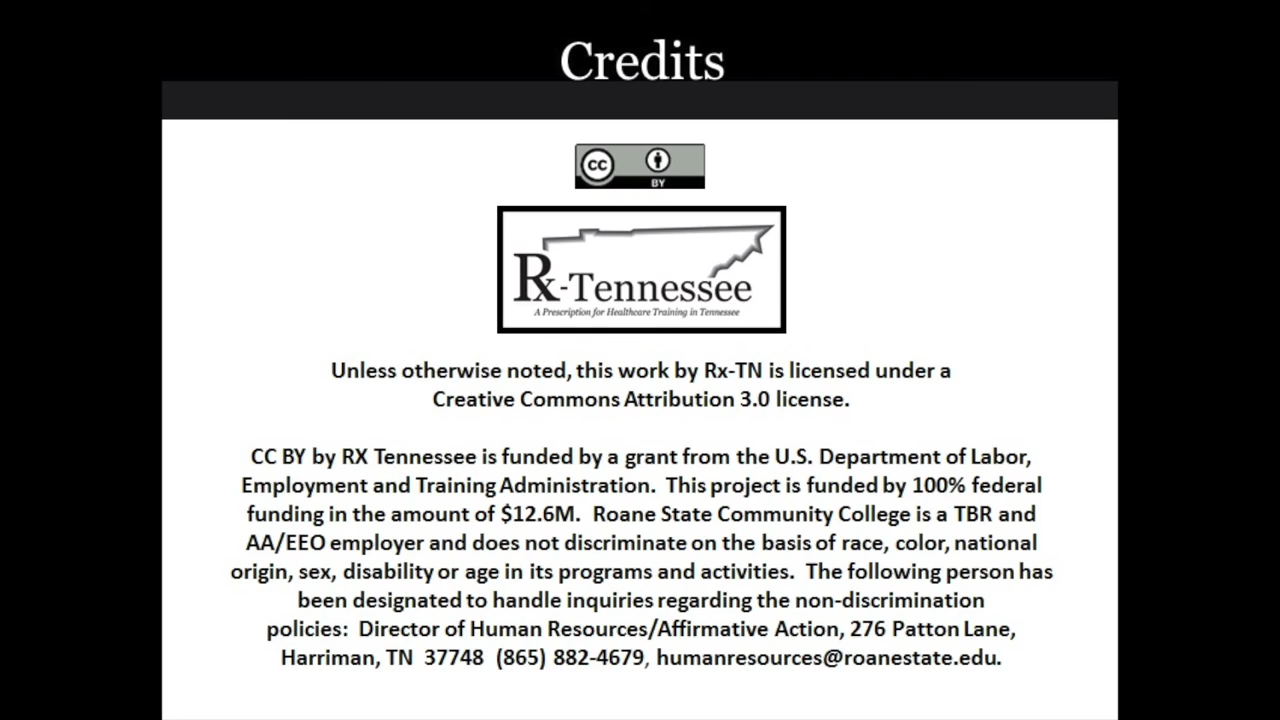 Credits
CC BY
Rx-Tennessee
A Prescription for Healthcare Training in Tennessee
Unless otherwise noted, this work by Rx-TN is licensed under a
Creative Commons Attribution 3.0 license.
CC BY by RX Tennessee is funded by a grant from the U.S. Department of Labor,
Employment and Training Administration.  This project is funded by 100% federal
funding in the amount of $12.6M.  Roane State Community College is a TBR and
AA/EEO employer and does not discriminate on the basis of race, color, national
origin, sex, disability or age in its programs and activities.  The following person has
been designated to handle inquiries regarding the non-discrimination
policies:  Director of Human Resources/Affirmative Action, 276 Patton Lane,
Harriman, TN  37748  (865) 882-4679, humanresources@roanestate.edu.